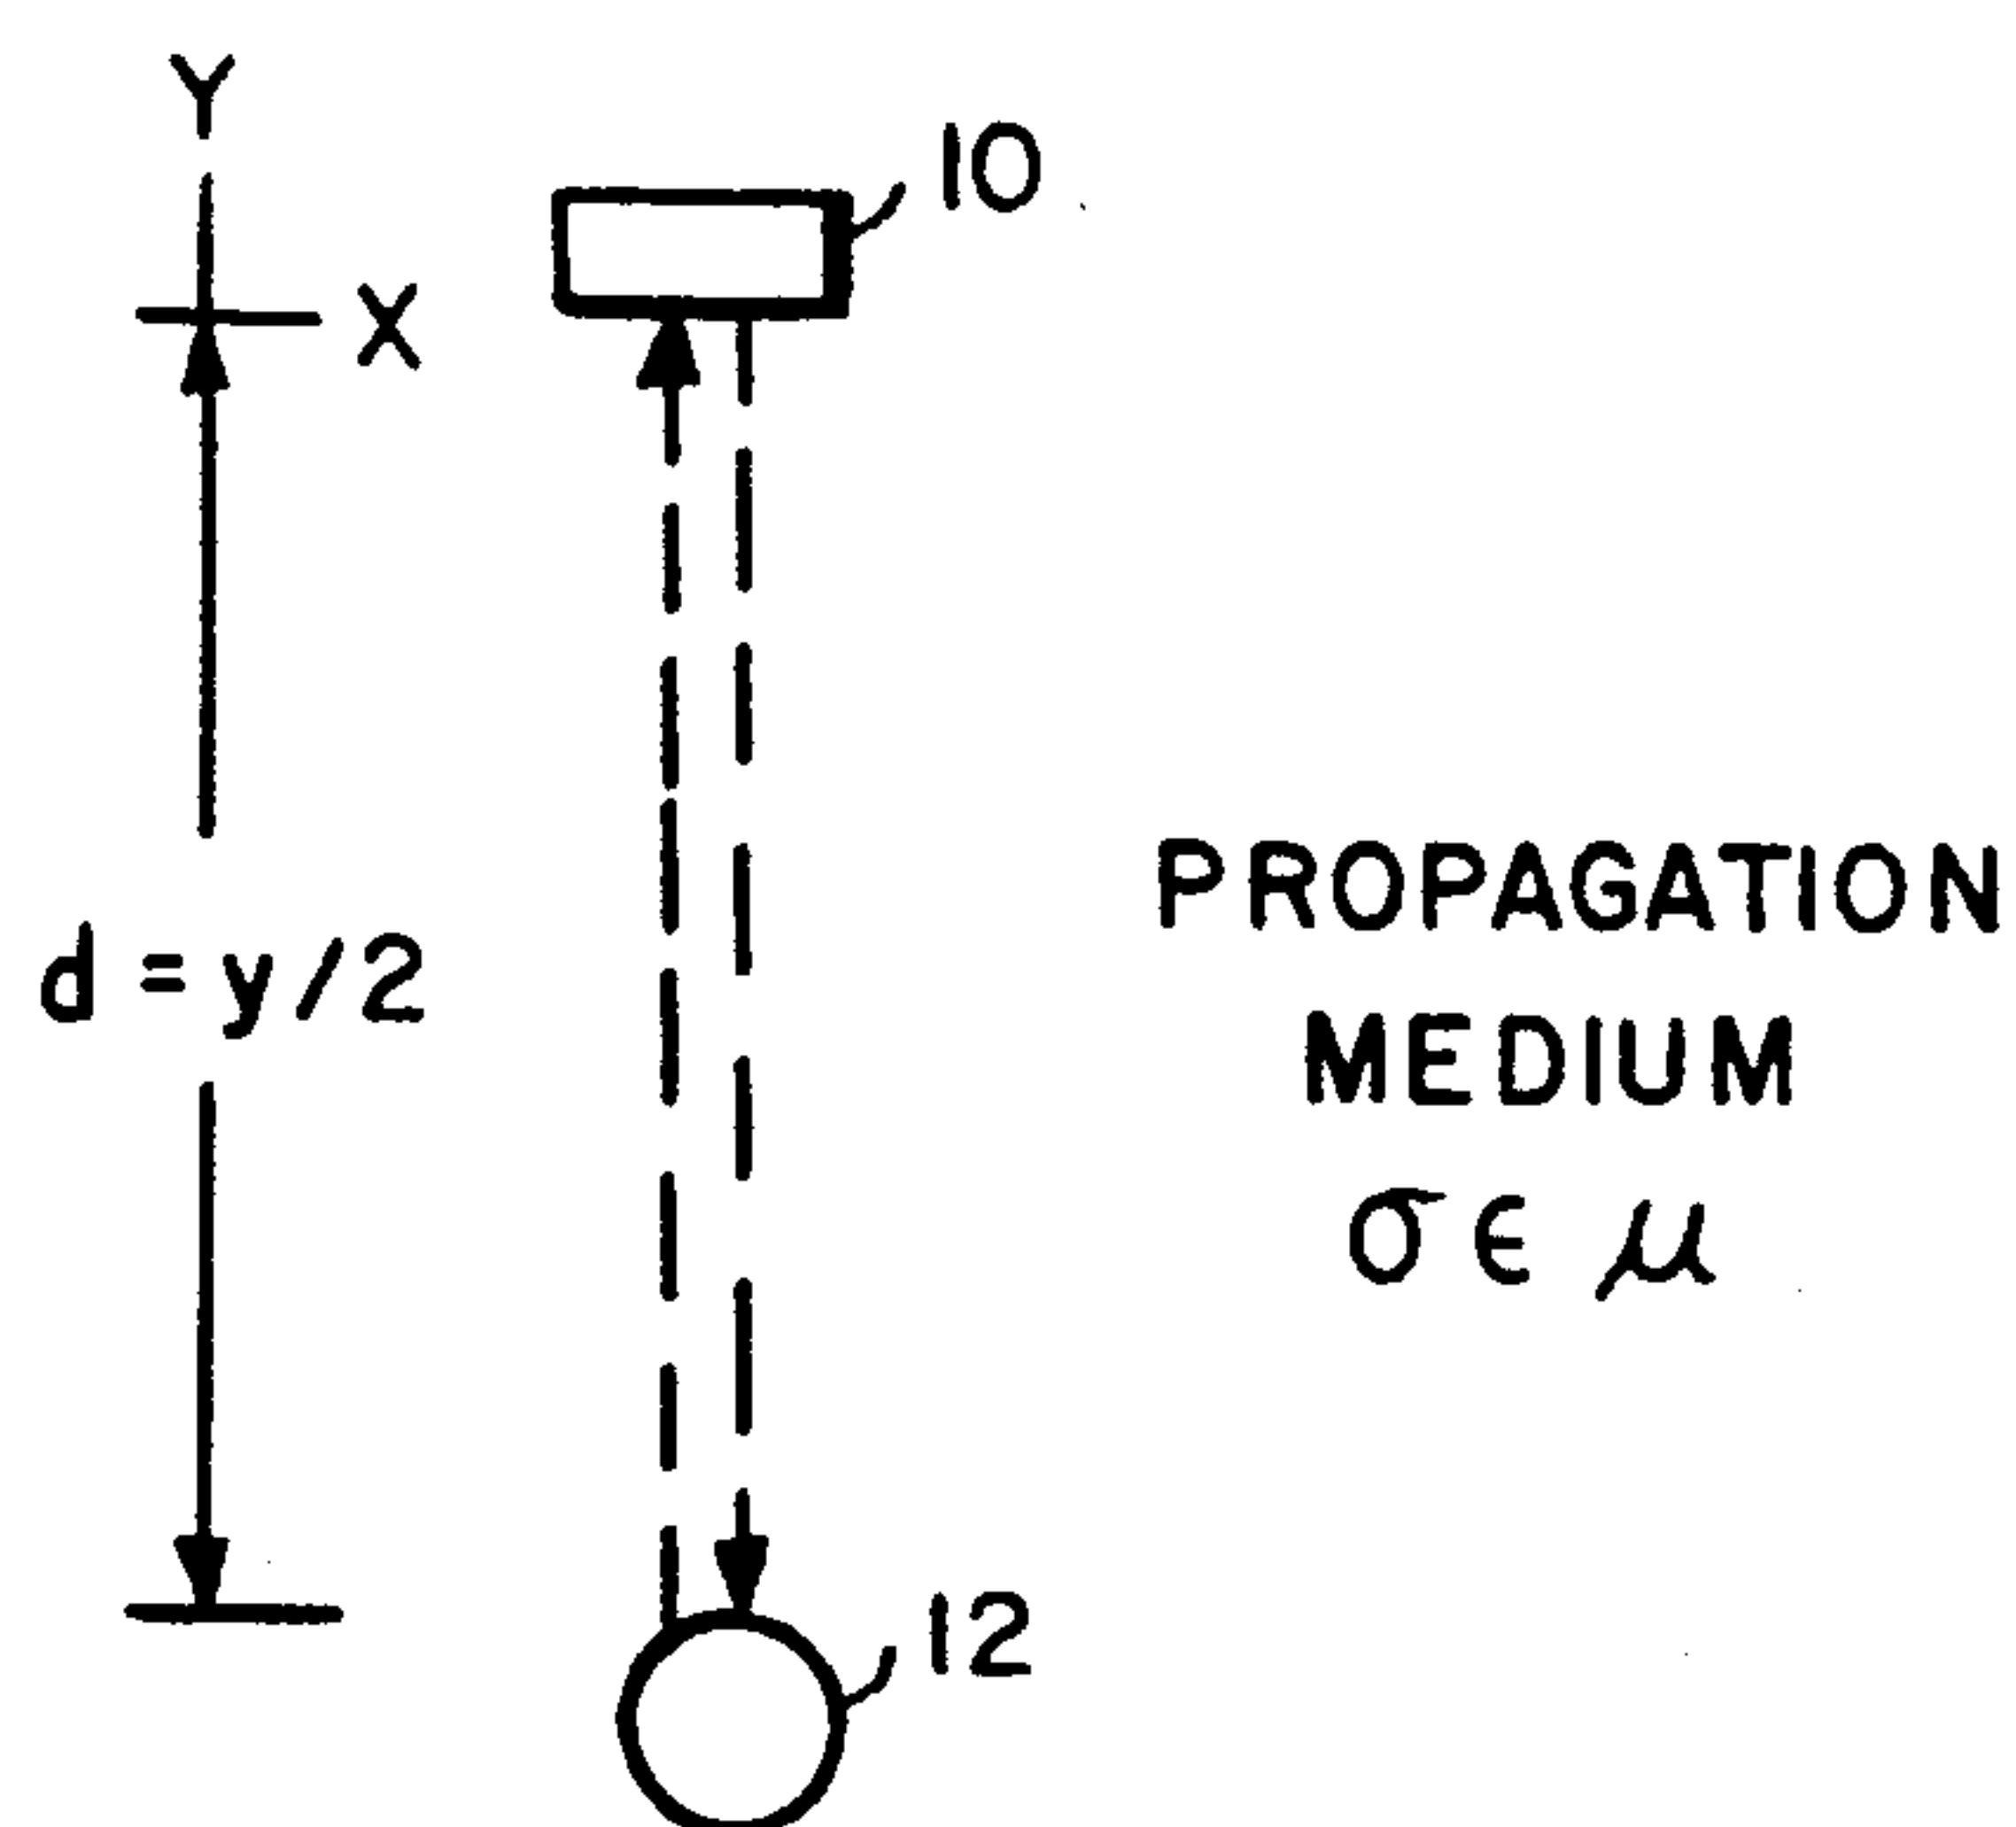 Y
10
X
d = y/2
PROPAGATION
MEDIUM
σ ϵ μ
12